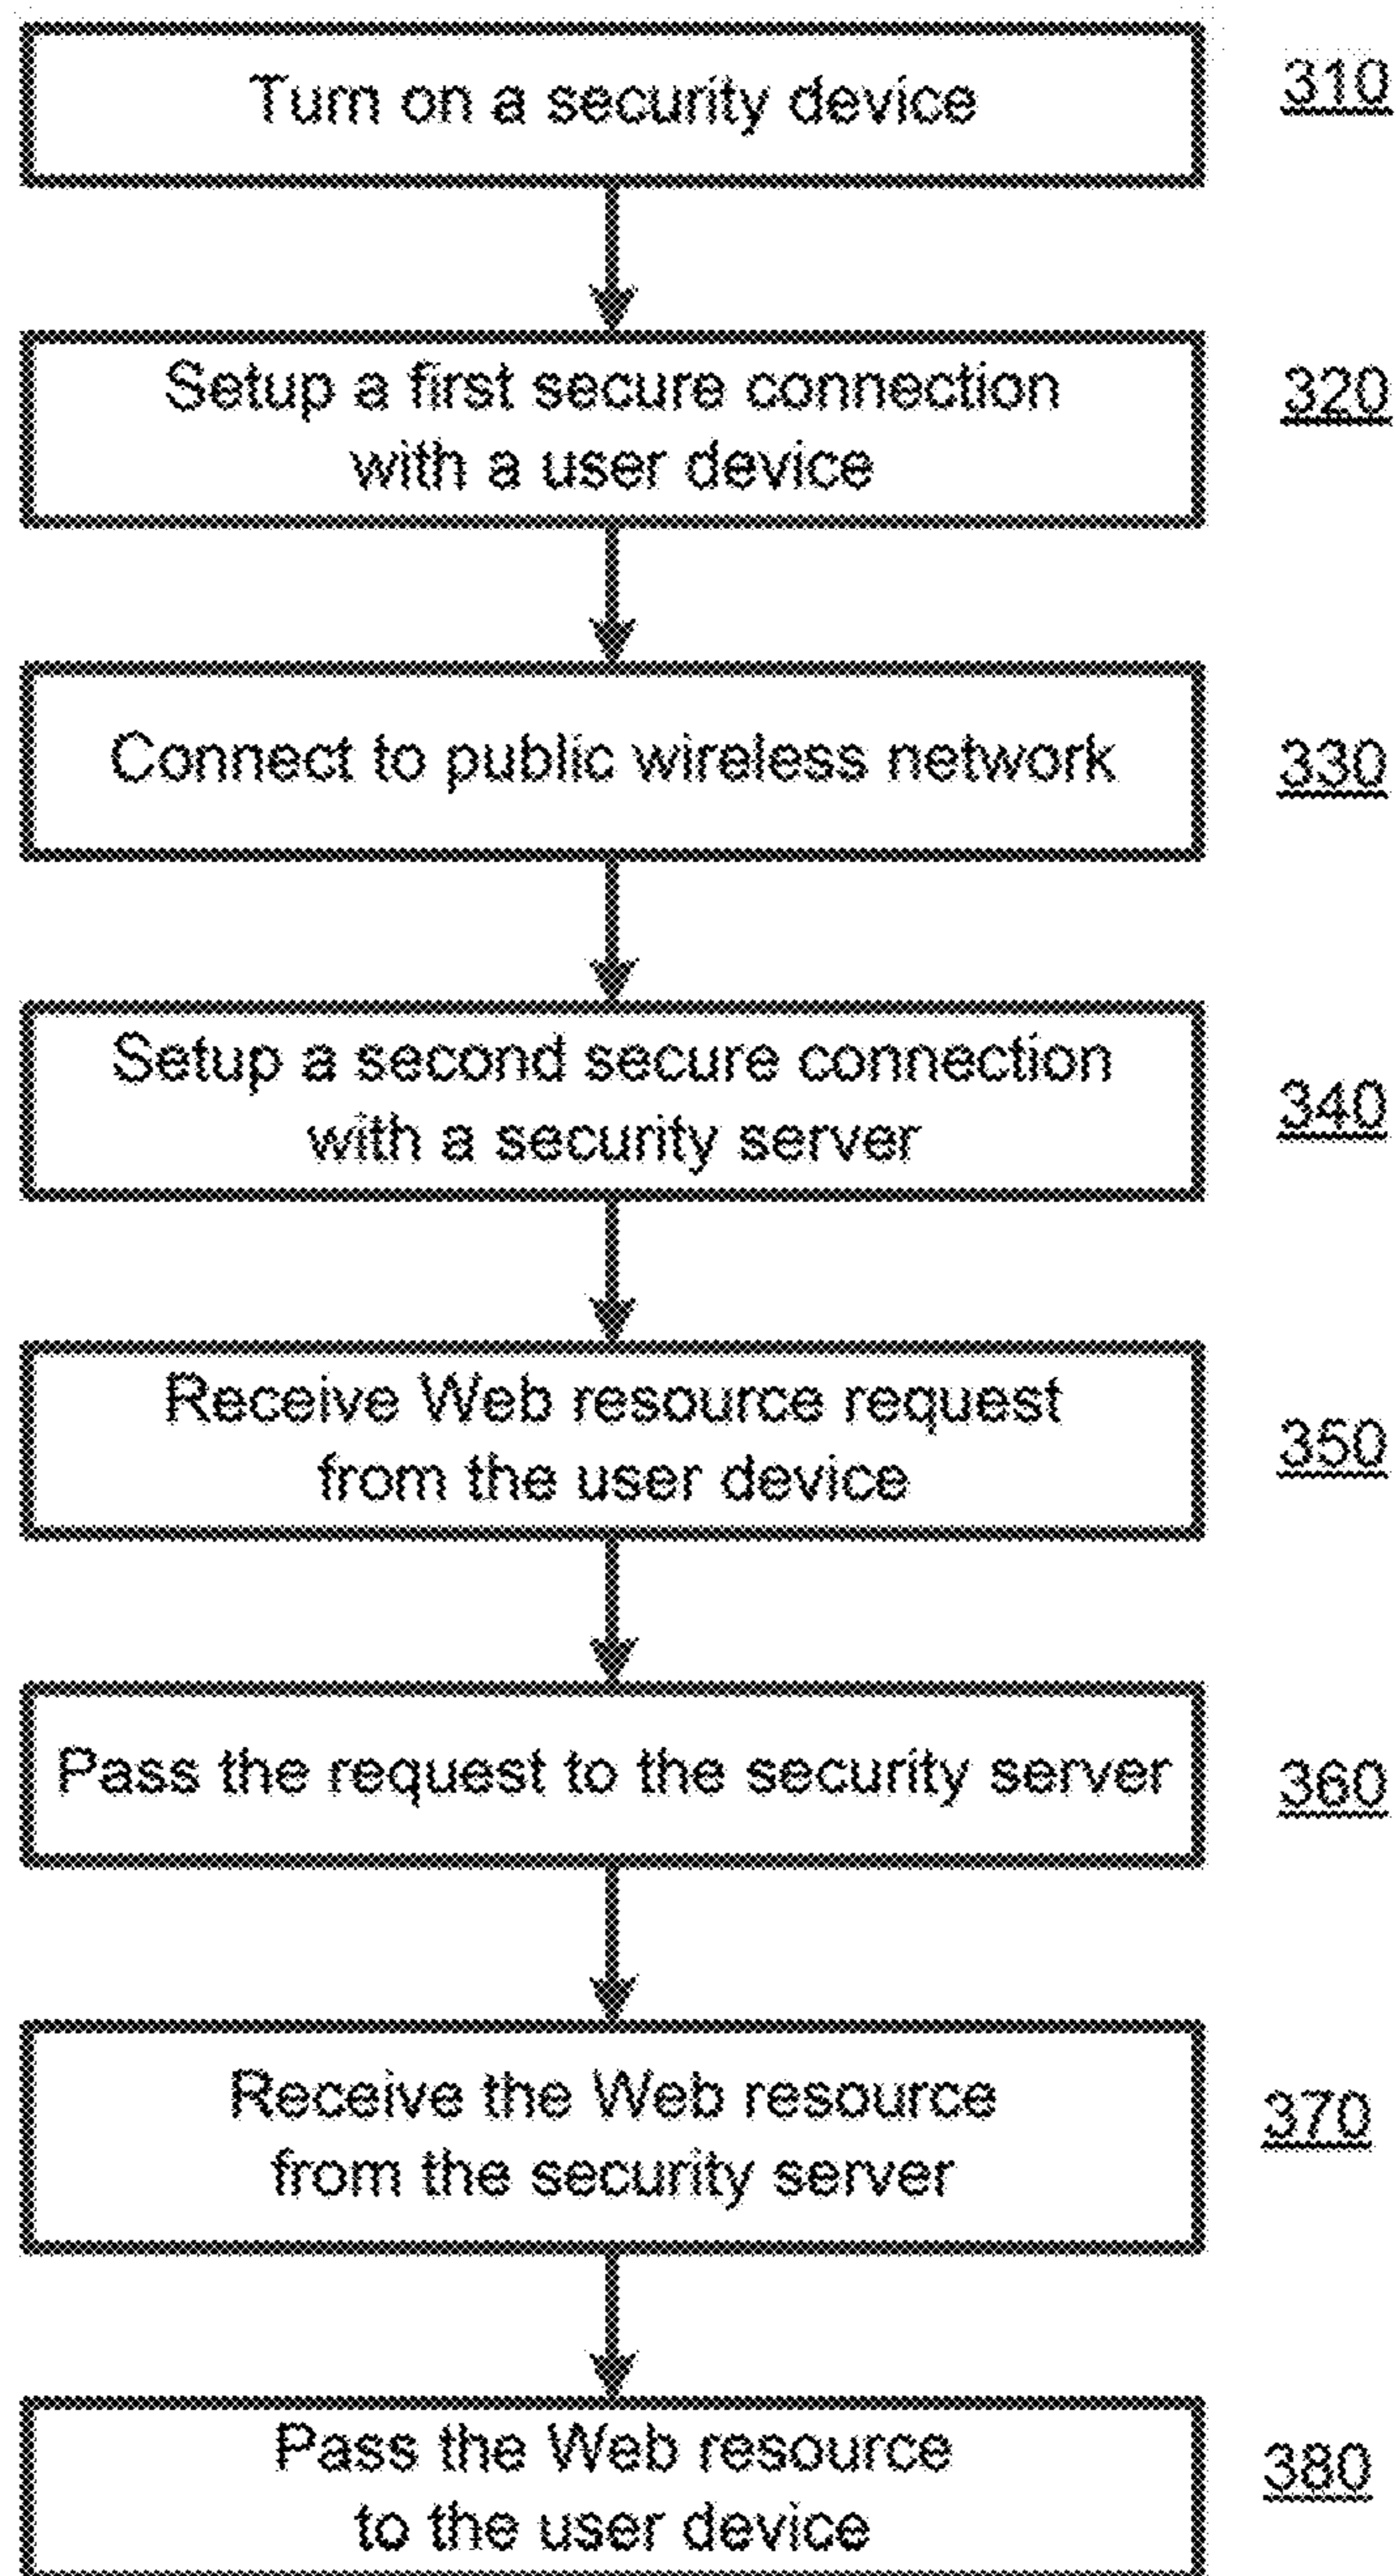 Turn on a security device
310
Setup a first secure connection
with a user device
320
Connect to public wireless network
330
Setup a second secure connection
with a security server
340
Receive Web resource request
from the user device
350
Pass the request to the security server
360
Receive the Web resource
from the security server
370
Pass the Web resource
to the user device
380